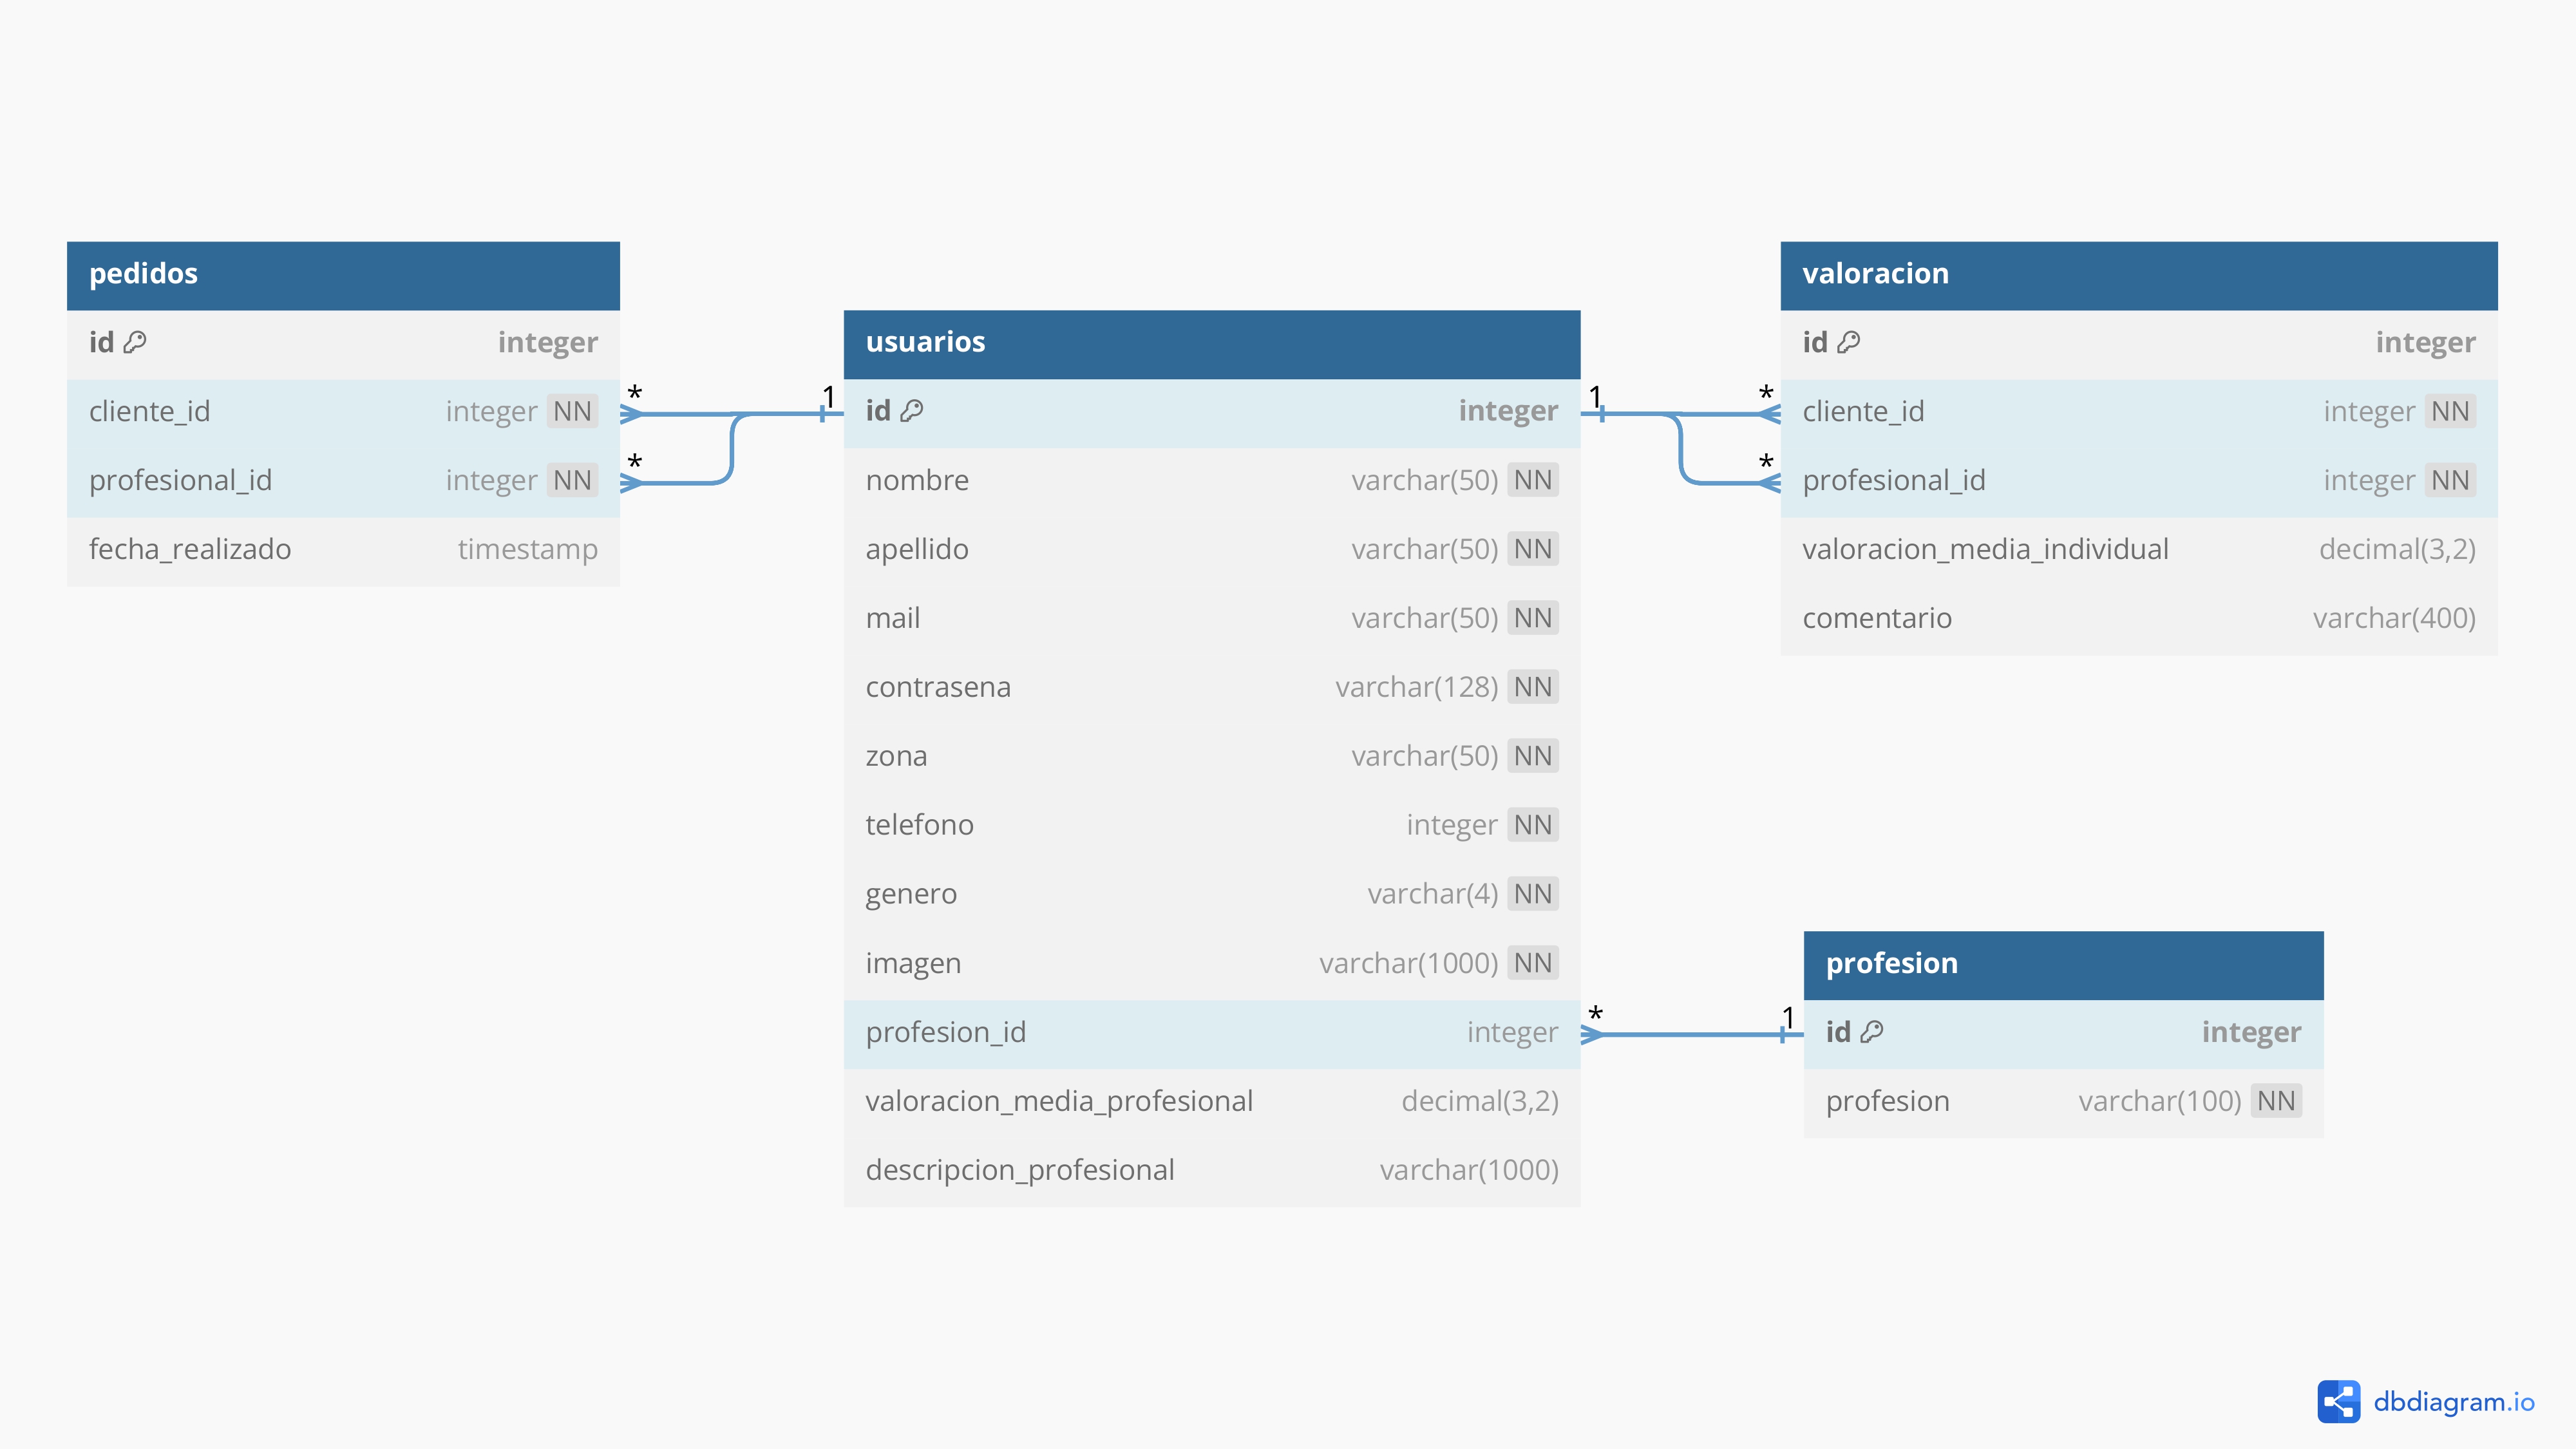 pedidos
id integer
cliente_id integer NN
profesional_id integer NN
fecha_realizado timestamp
* 1
*
usuarios
id integer
nombre varchar(50) NN
apellido varchar(50) NN
mail varchar(50) NN
contrasena varchar(128) NN
zona varchar(50) NN
telefono integer NN
genero varchar(4) NN
imagen varchar(1000) NN
profesion_id integer
valoracion_media_profesional decimal(3,2)
descripcion_profesional varchar(1000)
1 *
*
valoracion
id integer
cliente_id integer NN
profesional_id integer NN
valoracion_media_individual decimal(3,2)
comentario varchar(400)
* 1
profesion
id integer
profesion varchar(100) NN
dbdiagram.io